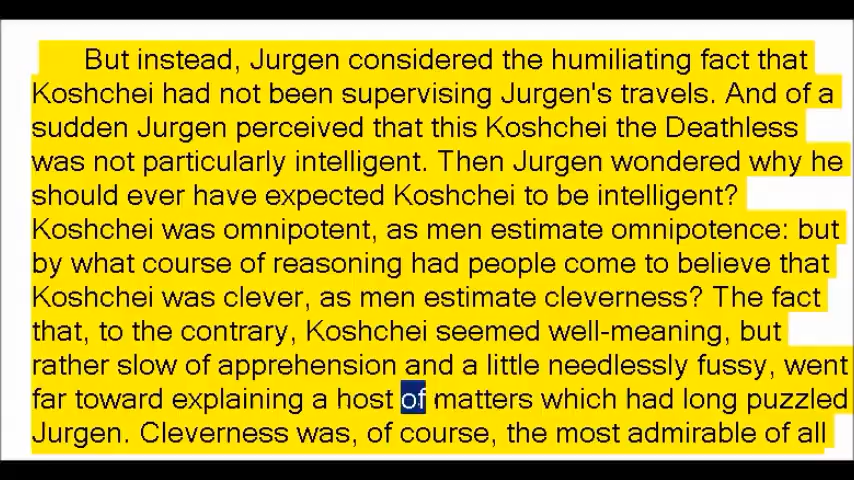 But instead, Jurgen considered the humiliating fact that
Koshchei had not been supervising Jurgen's travels. And of a
sudden Jurgen perceived that this Koshchei the Deathless
was not particularly intelligent. Then Jurgen wondered why he
should ever have expected Koshchei to be intelligent?
Koshchei was omnipotent, as men estimate omnipotence: but
by what course of reasoning had people come to believe that
Koshchei was clever, as men estimate cleverness? The fact
that, to the contrary, Koshchei seemed well-meaning, but
rather slow of apprehension and a little needlessly fussy, went
far toward explaining a host of matters which had long puzzled
Jurgen. Cleverness was, of course, the most admirable of all